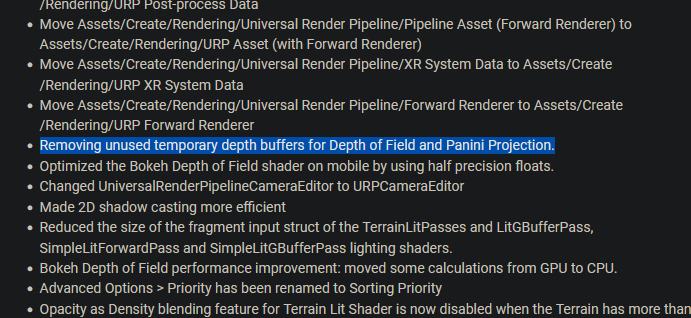 /Rendering/URP Post-process Data
Move Assets/Create/Rendering/Universal Render Pipeline/Pipeline Asset (Forward Renderer) to
Assets/Create/Rendering/URP Asset (with Forward Renderer)
Move Assets/Create/Rendering/Universal Render Pipeline/XR System Data to Assets/Create
/Rendering/URP XR System Data
Move Assets/Create/Rendering/Universal Render Pipeline/Forward Renderer to Assets/Create
/Rendering/URP Forward Renderer
Removing unused temporary depth buffers for Depth of Field and Panini Projection.
Optimized the Bokeh Depth of Field shader on mobile by using half precision floats.
Changed UniversalRenderPipelineCameraEditor to URPCameraEditor
Made 2D shadow casting more efficient
Reduced the size of the fragment input struct of the TerrainLitPasses and LitGBufferPass,
SimpleLitForwardPass and SimpleLitGBufferPass lighting shaders.
Bokeh Depth of Field performance improvement: moved some calculations from GPU to CPU.
Advanced Options > Priority has been renamed to Sorting Priority
Opacity as Density blending feature for Terrain Lit Shader is now disabled when the Terrain has more than